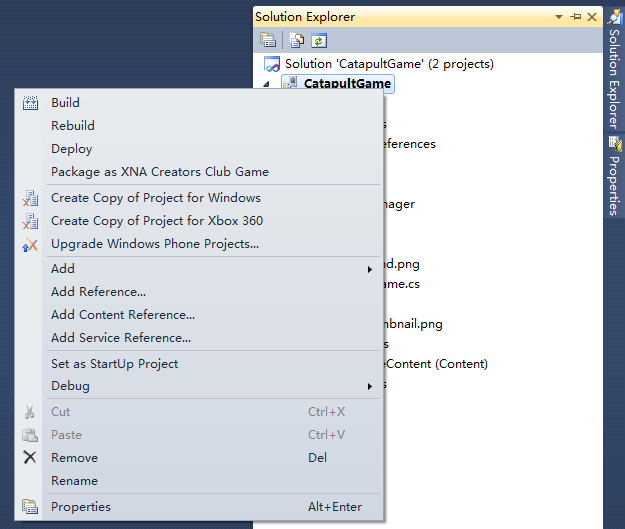 Solution Explorer
Solution 'CatapultGame' (2 projects)
CatapultGame
Build
Rebuild
Deploy
Package as XNA Creators Club Game
Create Copy of Project for Windows
Create Copy of Project for Xbox 360
Upgrade Windows Phone Projects...
Add
Add Reference...
Add Content Reference...
Add Service Reference...
Set as StartUp Project
Debug
Cut Ctrl+X
Paste Ctrl+V
Remove Del
Rename
Properties Alt+Enter
s
eferences
nager
nd.png
ame.cs
mbnail.png
s
eContent (Content)
s
Solution Explorer
Properties